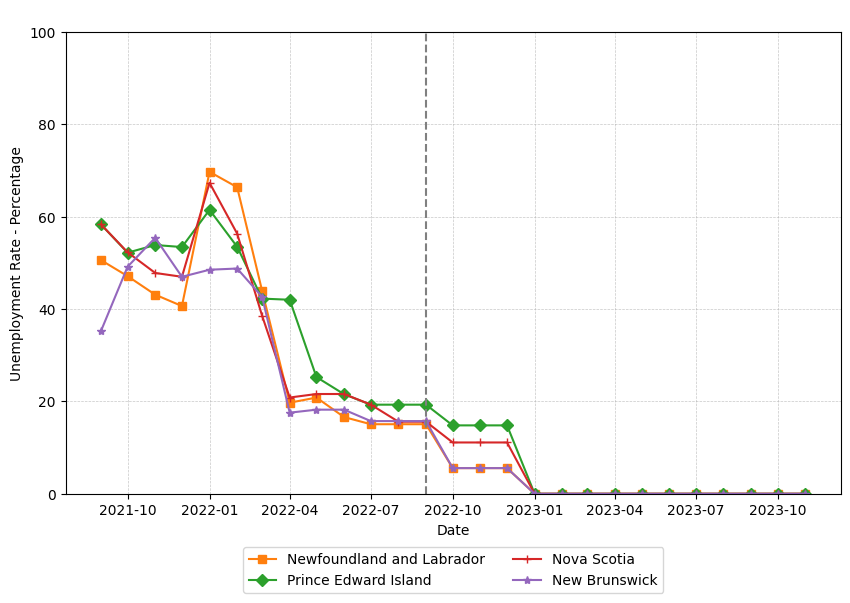 100
80
60
40
20
0
Unemployment Rate - Percentage
2021-10 2022-01 2022-04 2022-07 2022-10 2023-01 2023-04 2023-07 2023-10
Date
Newfoundland and Labrador Nova Scotia
Prince Edward Island New Brunswick